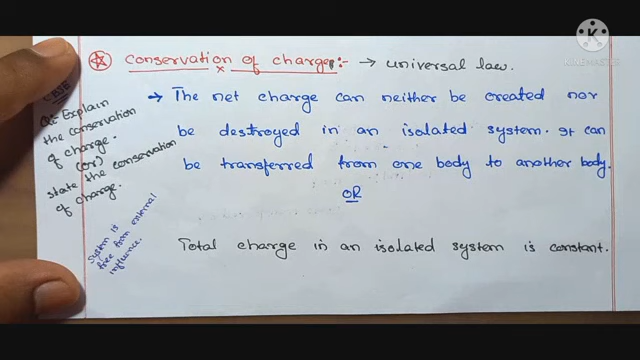 Conservation of charge :- → universal law.
→ The net charge can neither be created nor
be destroyed in an isolated system. It can
be transferred from one body to another body.
OR
Total charge in an isolated system is constant.
CBSE
Q: Explain
the conservation
of charge.
(or)
state the conservation
of charge.
System is
free from external
influence.
K
KINEMASTER